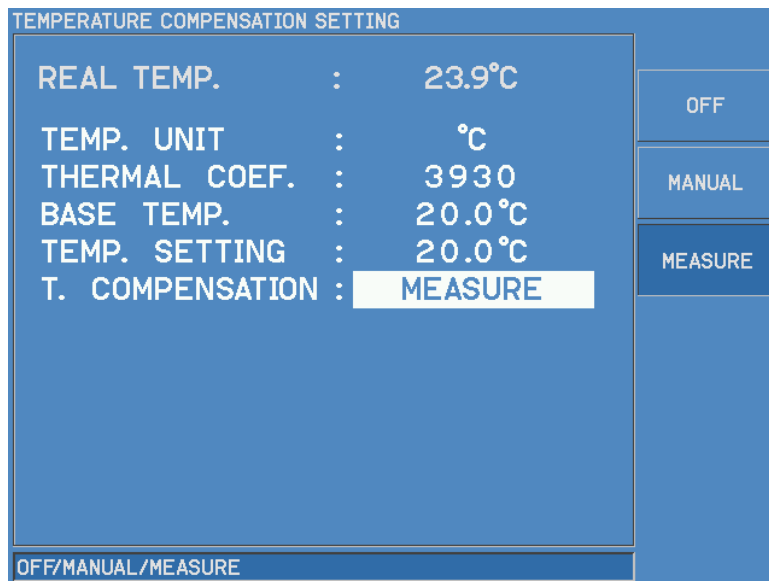 TEMPERATURE COMPENSATION SETTING
REAL TEMP. : 23.9°C
TEMP. UNIT : °C
THERMAL COEF. : 3930
BASE TEMP. : 20.0°C
TEMP. SETTING : 20.0°C
T. COMPENSATION : MEASURE
OFF
MANUAL
MEASURE
OFF/MANUAL/MEASURE